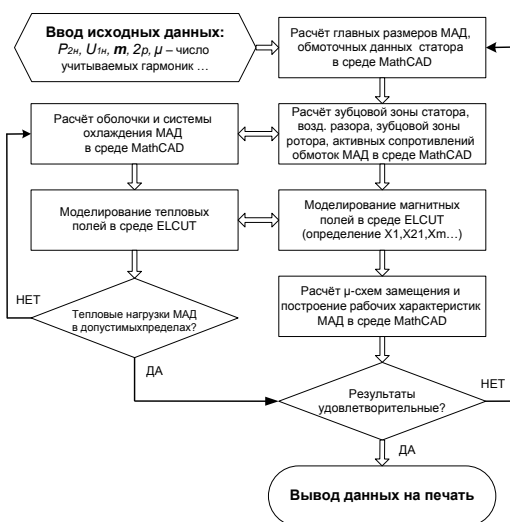 Ввод исходных данных:
P2н, U1н, m, 2p, μ – число
учитываемых гармоник ...
Расчёт главных размеров МАД,
обмоточных данных статора
в среде MathCAD
Расчёт оболочки и системы
охлаждения МАД
в среде MathCAD
Расчёт зубцовой зоны статора,
возд. разора, зубцовой зоны
ротора, активных сопротивлений
обмоток МАД в среде MathCAD
Моделирование тепловых
полей в среде ELCUT
Моделирование магнитных
полей в среде ELCUT
(определение X1,X21,Xm...)
НЕТ
Тепловые нагрузки МАД
в допустимыхпределах?
ДА
Расчёт μ-схем замещения и
построение рабочих характеристик
МАД в среде MathCAD
Результаты
удовлетворительные?
НЕТ
ДА
Вывод данных на печать